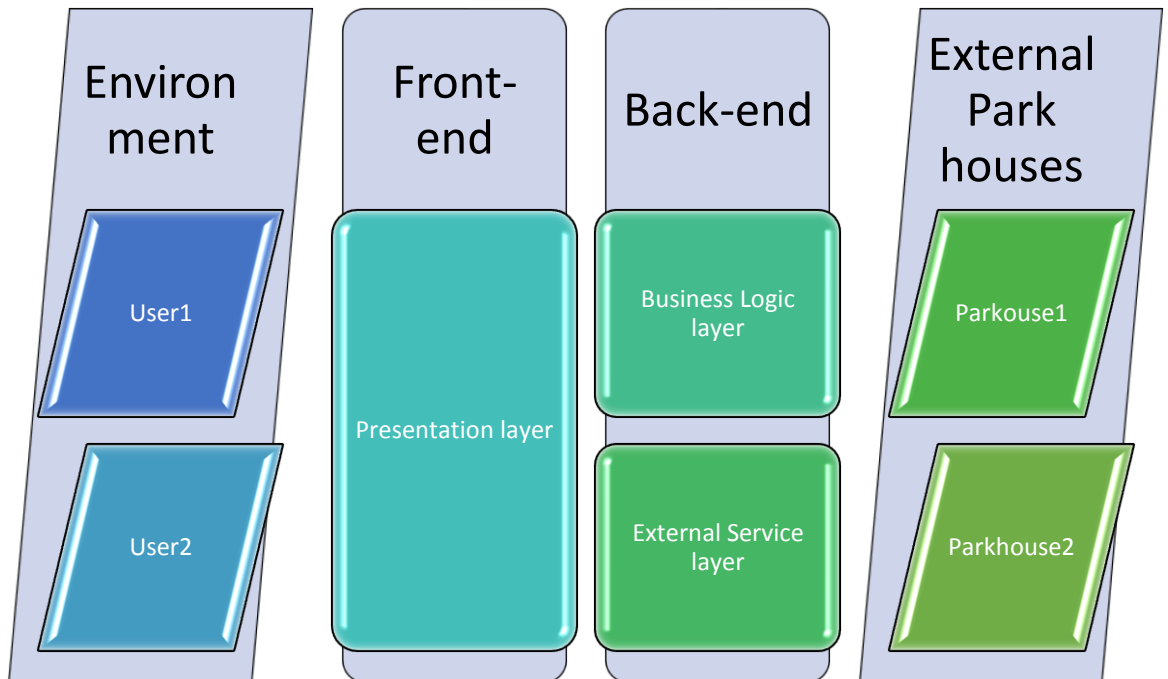 Environ
ment
User1
User2
Front-
end
Presentation layer
Back-end
Business Logic
layer
External Service
layer
External
Park
houses
Parkouse1
Parkhouse2